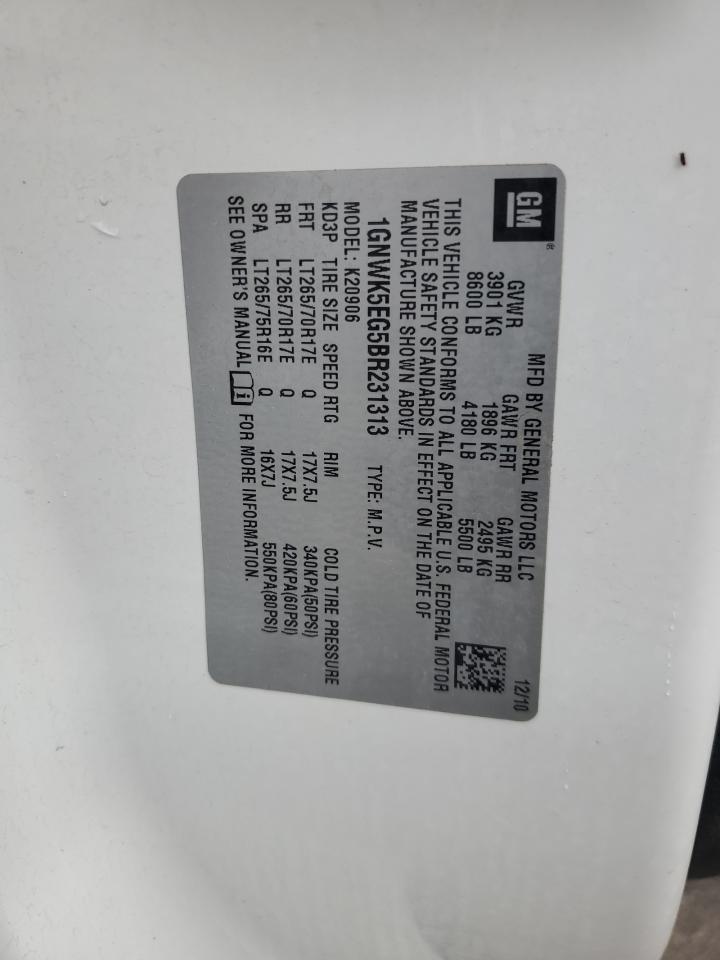 GM®
MFD BY GENERAL MOTORS LLC 12/10
GVWR GAWR FRT GAWR RR
3901 KG 1896 KG 2495 KG
8600 LB 4180 LB 5500 LB
THIS VEHICLE CONFORMS TO ALL APPLICABLE U.S. FEDERAL MOTOR
VEHICLE SAFETY STANDARDS IN EFFECT ON THE DATE OF
MANUFACTURE SHOWN ABOVE.
1GNWK5EG5BR231313 TYPE: M.P.V.
MODEL: K20906
KD3P TIRE SIZE SPEED RTG RIM COLD TIRE PRESSURE
FRT LT265/70R17E Q 17X7.5J 340KPA(50PSI)
RR LT265/70R17E Q 17X7.5J 420KPA(60PSI)
SPA LT265/75R16E Q 16X7J 550KPA(80PSI)
SEE OWNER'S MANUAL i FOR MORE INFORMATION.